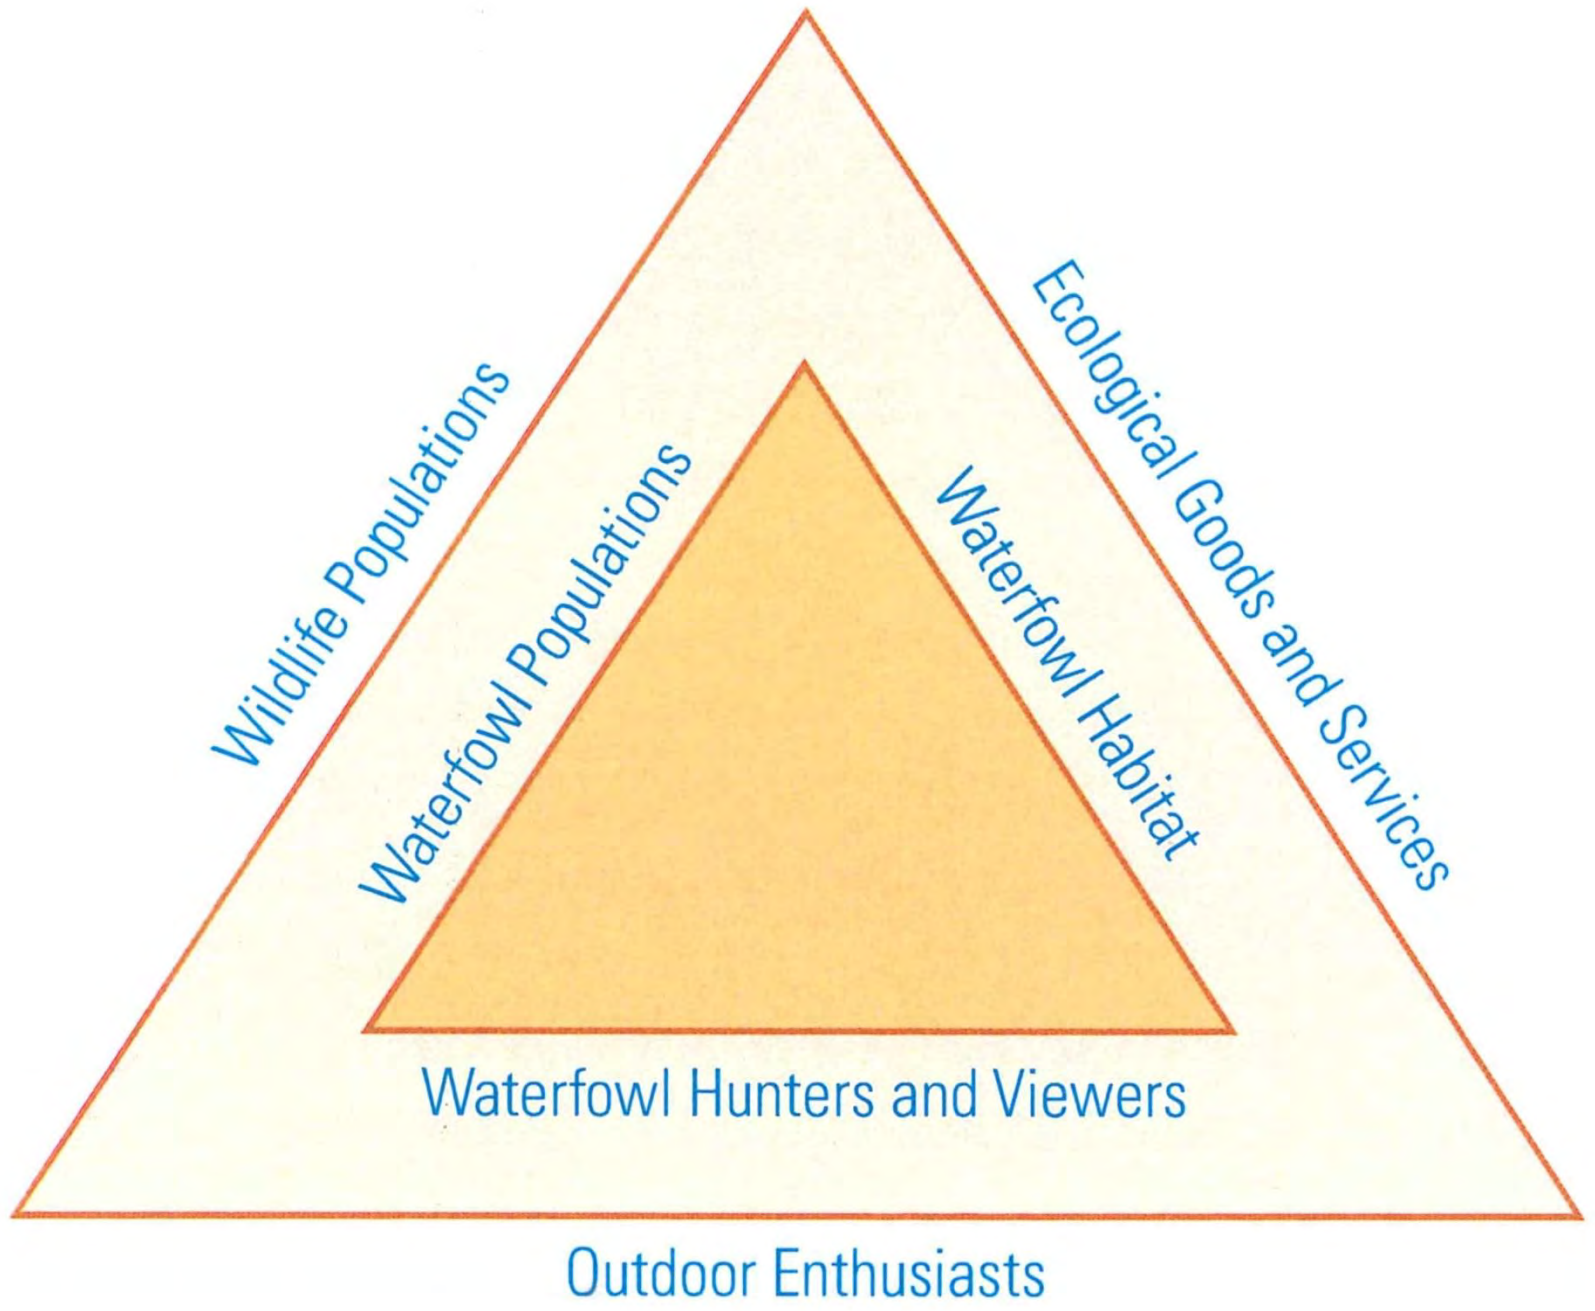 Wildlife Populations
Ecological Goods and Services
Waterfowl Populations
Waterfowl Habitat
Waterfowl Hunters and Viewers
Outdoor Enthusiasts